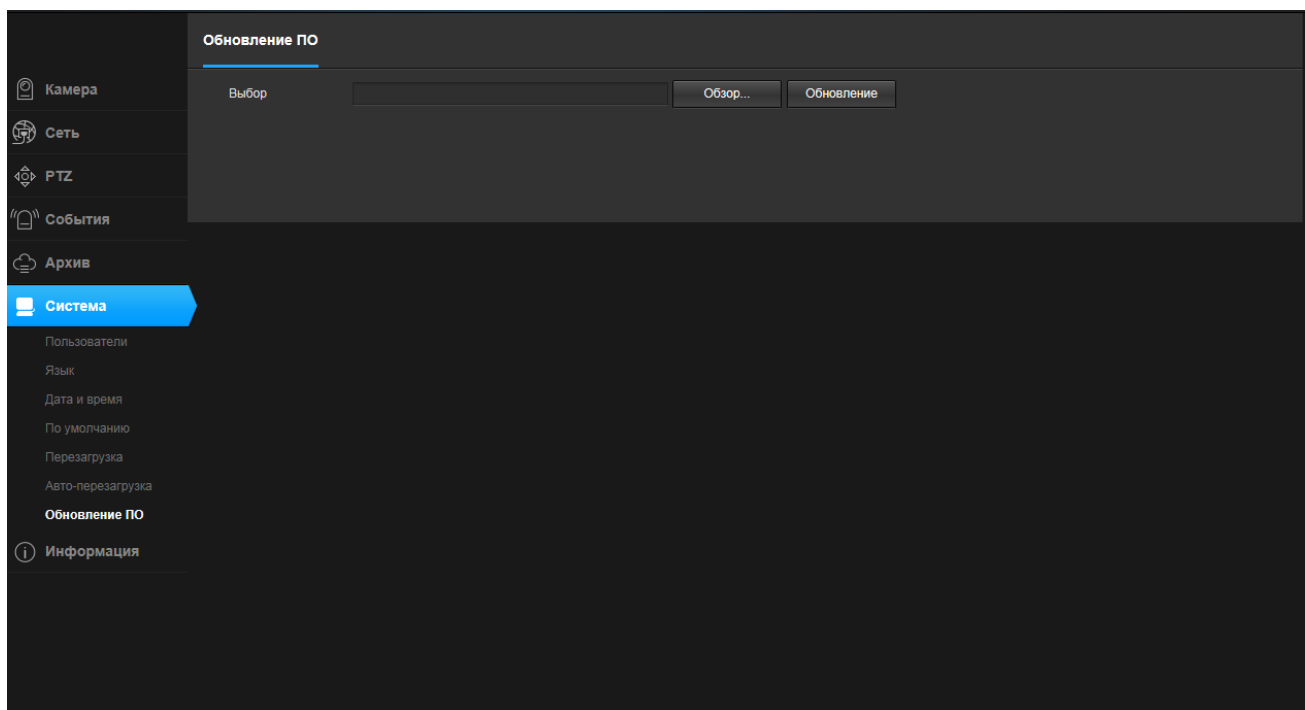 Обновление ПО
Камера
Выбор
Обзор...
Обновление
Сеть
PTZ
События
Архив
Система
Пользователи
Язык
Дата и время
По умолчанию
Перезагрузка
Авто-перезагрузка
Обновление ПО
Информация